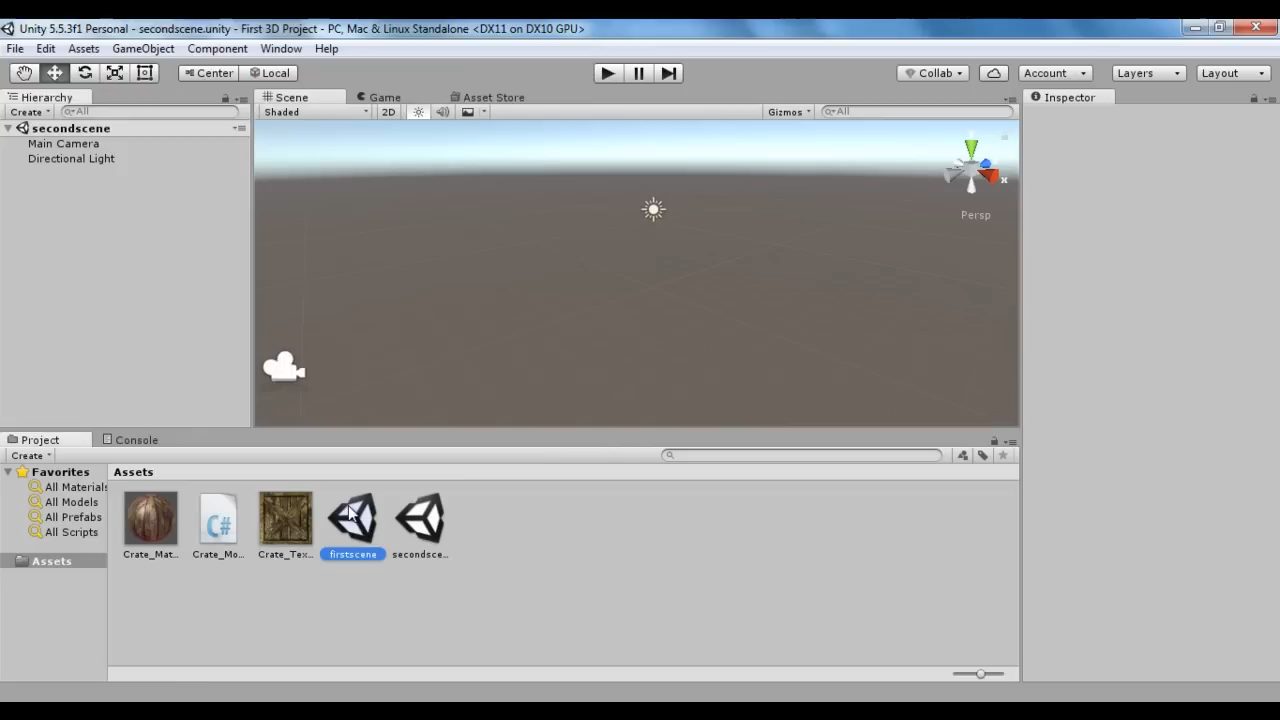 Unity 5.5.3f1 Personal - secondscene.unity - First 3D Project - PC, Mac & Linux Standalone <DX11 on DX10 GPU>
File Edit Assets GameObject Component Window Help
Center Local Collab Account Layers Layout
Hierarchy Scene Game Asset Store Inspector
Create All Shaded 2D Gizmos All
secondscene
Main Camera
Directional Light
x
Persp
Project Console
Create
Favorites Assets
All Materials
All Models
All Prefabs
All Scripts
C#
Crate_Mat... Crate_Mo... Crate_Tex... firstscene secondsce...
Assets